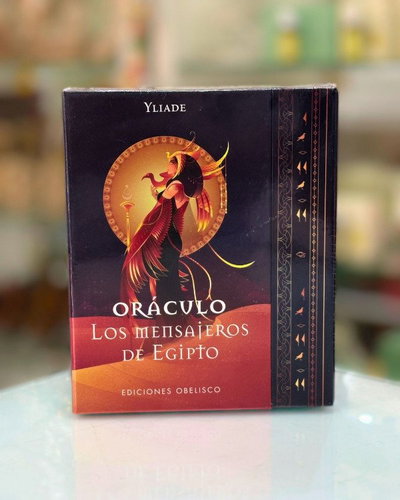 YLIADE
ORÁCULO
LOS MENSAJEROS
DE EGIPTO
EDICIONES OBELISCO